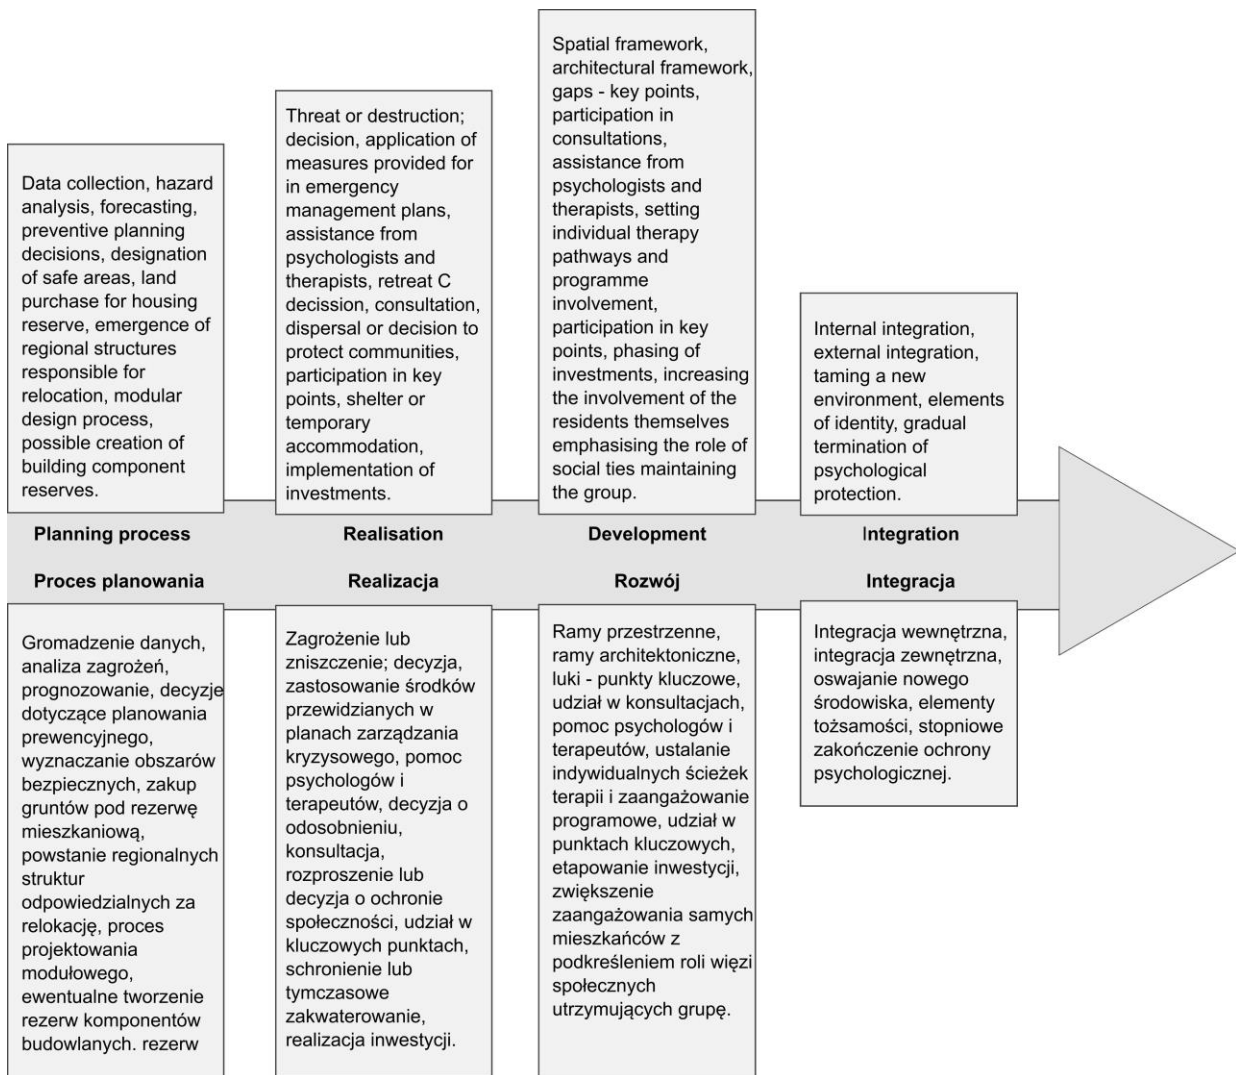 Data collection, hazard
analysis, forecasting,
preventive planning
decisions, designation
of safe areas, land
purchase for housing
reserve, emergence of
regional structures
responsible for
relocation, modular
design process,
possible creation of
building component
reserves.
Threat or destruction;
decision, application of
measures provided for
in emergency
management plans,
assistance from
psychologists and
therapists, retreat C
decission, consultation,
dispersal or decision to
protect communities,
participation in key
points, shelter or
temporary
accommodation,
implementation of
investments.
Spatial framework,
architectural framework,
gaps - key points,
participation in
consultations,
assistance from
psychologists and
therapists, setting
individual therapy
pathways and
programme
involvement,
participation in key
points, phasing of
investments, increasing
the involvement of the
residents themselves
emphasising the role of
social ties maintaining
the group.
Internal integration,
external integration,
taming a new
environment, elements
of identity, gradual
termination of
psychological
protection.
Planning process
Realisation
Development
Integration
Proces planowania
Realizacja
Rozwój
Integracja
Gromadzenie danych,
analiza zagrożeń,
prognozowanie, decyzje
dotyczące planowania
prewencyjnego,
wyznaczanie obszarów
bezpiecznych, zakup
gruntów pod rezerwę
mieszkaniową,
powstanie regionalnych
struktur
odpowiedzialnych za
relokację, proces
projektowania
modułowego,
ewentualne tworzenie
rezerw komponentów
budowlanych. rezerw
Zagrożenie lub
zniszczenie; decyzja,
zastosowanie środków
przewidzianych w
planach zarządzania
kryzysowego, pomoc
psychologów i
terapeutów, decyzja o
odosobnieniu,
konsultacja,
rozproszenie lub
decyzja o ochronie
społeczności, udział w
kluczowych punktach,
schronienie lub
tymczasowe
zakwaterowanie,
realizacja inwestycji.
Ramy przestrzenne,
ramy architektoniczne,
luki - punkty kluczowe,
udział w konsultacjach,
pomoc psychologów i
terapeutów, ustalanie
indywidualnych ścieżek
terapii i zaangażowanie
programowe, udział w
punktach kluczowych,
etapowanie inwestycji,
zwiększenie
zaangażowania samych
mieszkańców z
podkreśleniem roli więzi
społecznych
utrzymujących grupę.
Integracja wewnętrzna,
integracja zewnętrzna,
oswajanie nowego
środowiska, elementy
tożsamości, stopniowe
zakończenie ochrony
psychologicznej.